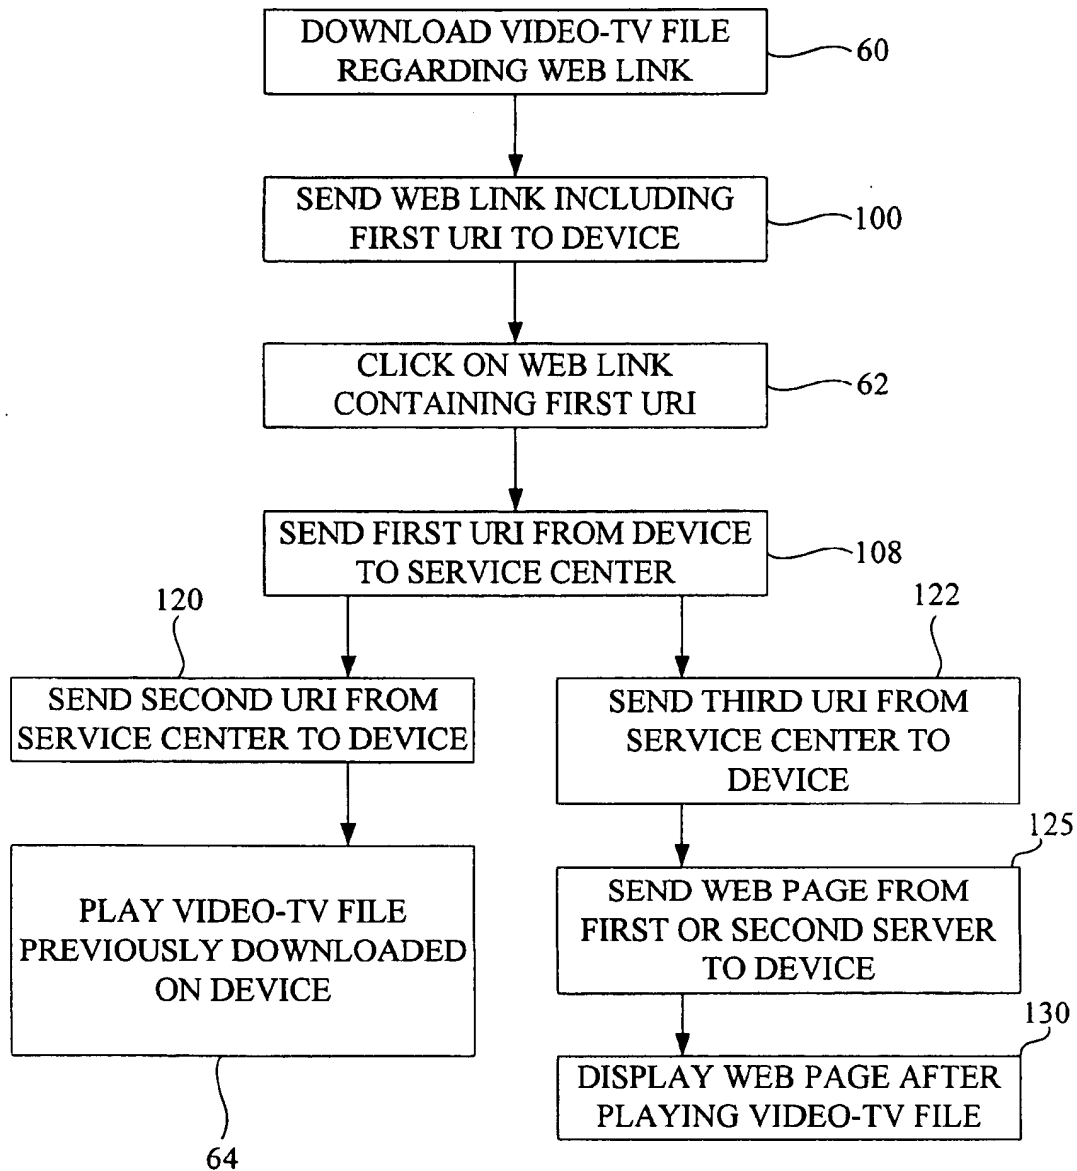 DOWNLOAD VIDEO-TV FILE
REGARDING WEB LINK
60
SEND WEB LINK INCLUDING
FIRST URI TO DEVICE
100
CLICK ON WEB LINK
CONTAINING FIRST URI
62
SEND FIRST URI FROM DEVICE
TO SERVICE CENTER
108
120
SEND SECOND URI FROM
SERVICE CENTER TO DEVICE
122
SEND THIRD URI FROM
SERVICE CENTER TO
DEVICE
PLAY VIDEO-TV FILE
PREVIOUSLY DOWNLOADED
ON DEVICE
64
125
SEND WEB PAGE FROM
FIRST OR SECOND SERVER
TO DEVICE
130
DISPLAY WEB PAGE AFTER
PLAYING VIDEO-TV FILE